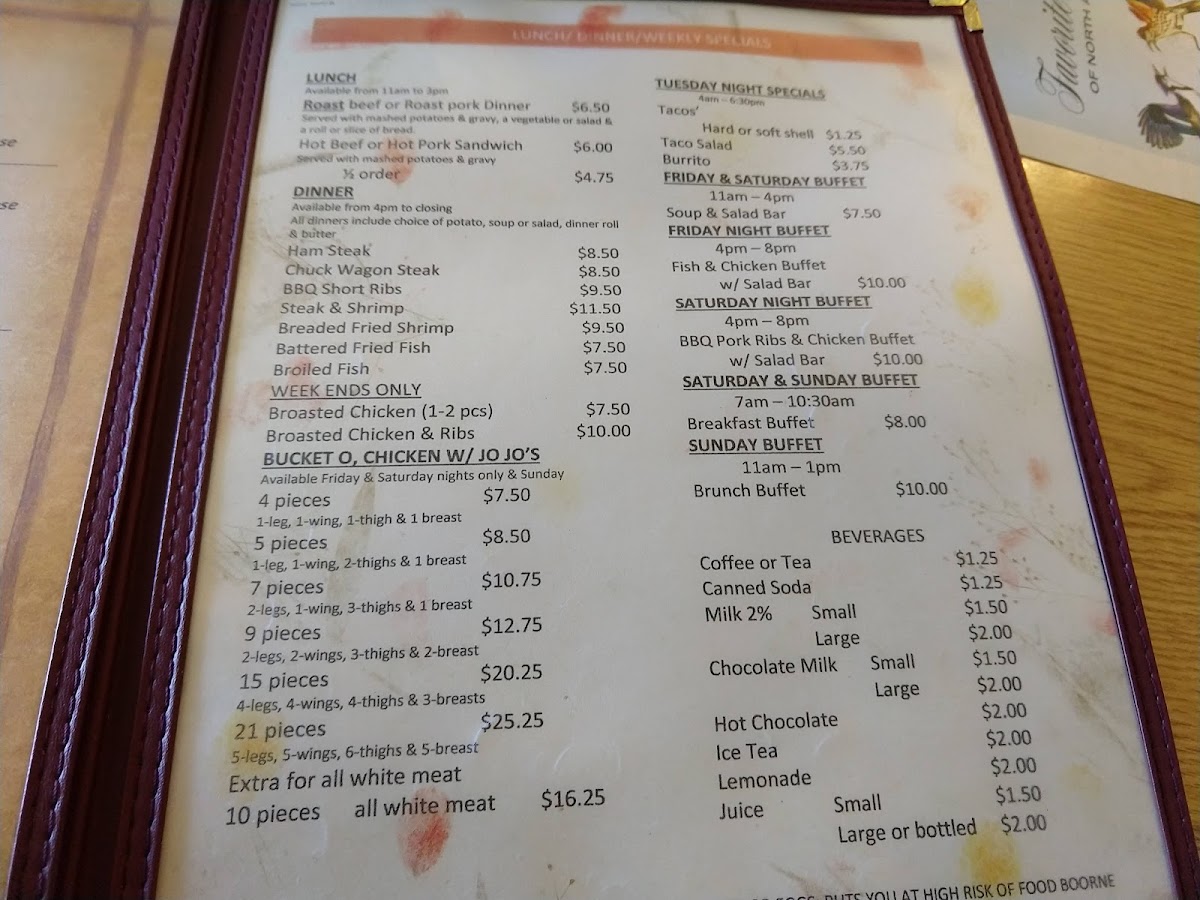 LUNCH/ DINNER/WEEKLY SPECIALS
LUNCH
Available from 11am to 3pm
Roast beef or Roast pork Dinner $6.50
Served with mashed potatoes & gravy, a vegetable or salad &
a roll or slice of bread.
Hot Beef or Hot Pork Sandwich $6.00
Served with mashed potatoes & gravy
½ order $4.75
DINNER
Available from 4pm to closing
All dinners include choice of potato, soup or salad, dinner roll
& butter
Ham Steak $8.50
Chuck Wagon Steak $8.50
BBQ Short Ribs $9.50
Steak & Shrimp $11.50
Breaded Fried Shrimp $9.50
Battered Fried Fish $7.50
Broiled Fish $7.50
WEEK ENDS ONLY
Broasted Chicken (1-2 pcs) $7.50
Broasted Chicken & Ribs $10.00
BUCKET O, CHICKEN W/ JO JO'S
Available Friday & Saturday nights only & Sunday
4 pieces $7.50
1-leg, 1-wing, 1-thigh & 1 breast
5 pieces $8.50
1-leg, 1-wing, 2-thighs & 1 breast
7 pieces $10.75
2-legs, 1-wing, 3-thighs & 1 breast
9 pieces $12.75
2-legs, 2-wings, 3-thighs & 2-breast
15 pieces $20.25
4-legs, 4-wings, 4-thighs & 3-breasts
21 pieces $25.25
5-legs, 5-wings, 6-thighs & 5-breast
Extra for all white meat
10 pieces all white meat $16.25
TUESDAY NIGHT SPECIALS
4am – 6:30pm
Tacos'
Hard or soft shell $1.25
Taco Salad $5.50
Burrito $3.75
FRIDAY & SATURDAY BUFFET
11am – 4pm
Soup & Salad Bar $7.50
FRIDAY NIGHT BUFFET
4pm – 8pm
Fish & Chicken Buffet
w/ Salad Bar $10.00
SATURDAY NIGHT BUFFET
4pm – 8pm
BBQ Pork Ribs & Chicken Buffet
w/ Salad Bar $10.00
SATURDAY & SUNDAY BUFFET
7am – 10:30am
Breakfast Buffet $8.00
SUNDAY BUFFET
11am – 1pm
Brunch Buffet $10.00
BEVERAGES
Coffee or Tea $1.25
Canned Soda $1.25
Milk 2% Small $1.50
Large $2.00
Chocolate Milk Small $1.50
Large $2.00
Hot Chocolate $2.00
Ice Tea $2.00
Lemonade $2.00
Juice Small $1.50
Large or bottled $2.00
EGGS, PUTS YOU AT HIGH RISK OF FOOD BOORNE
Favorite
OF NORTH